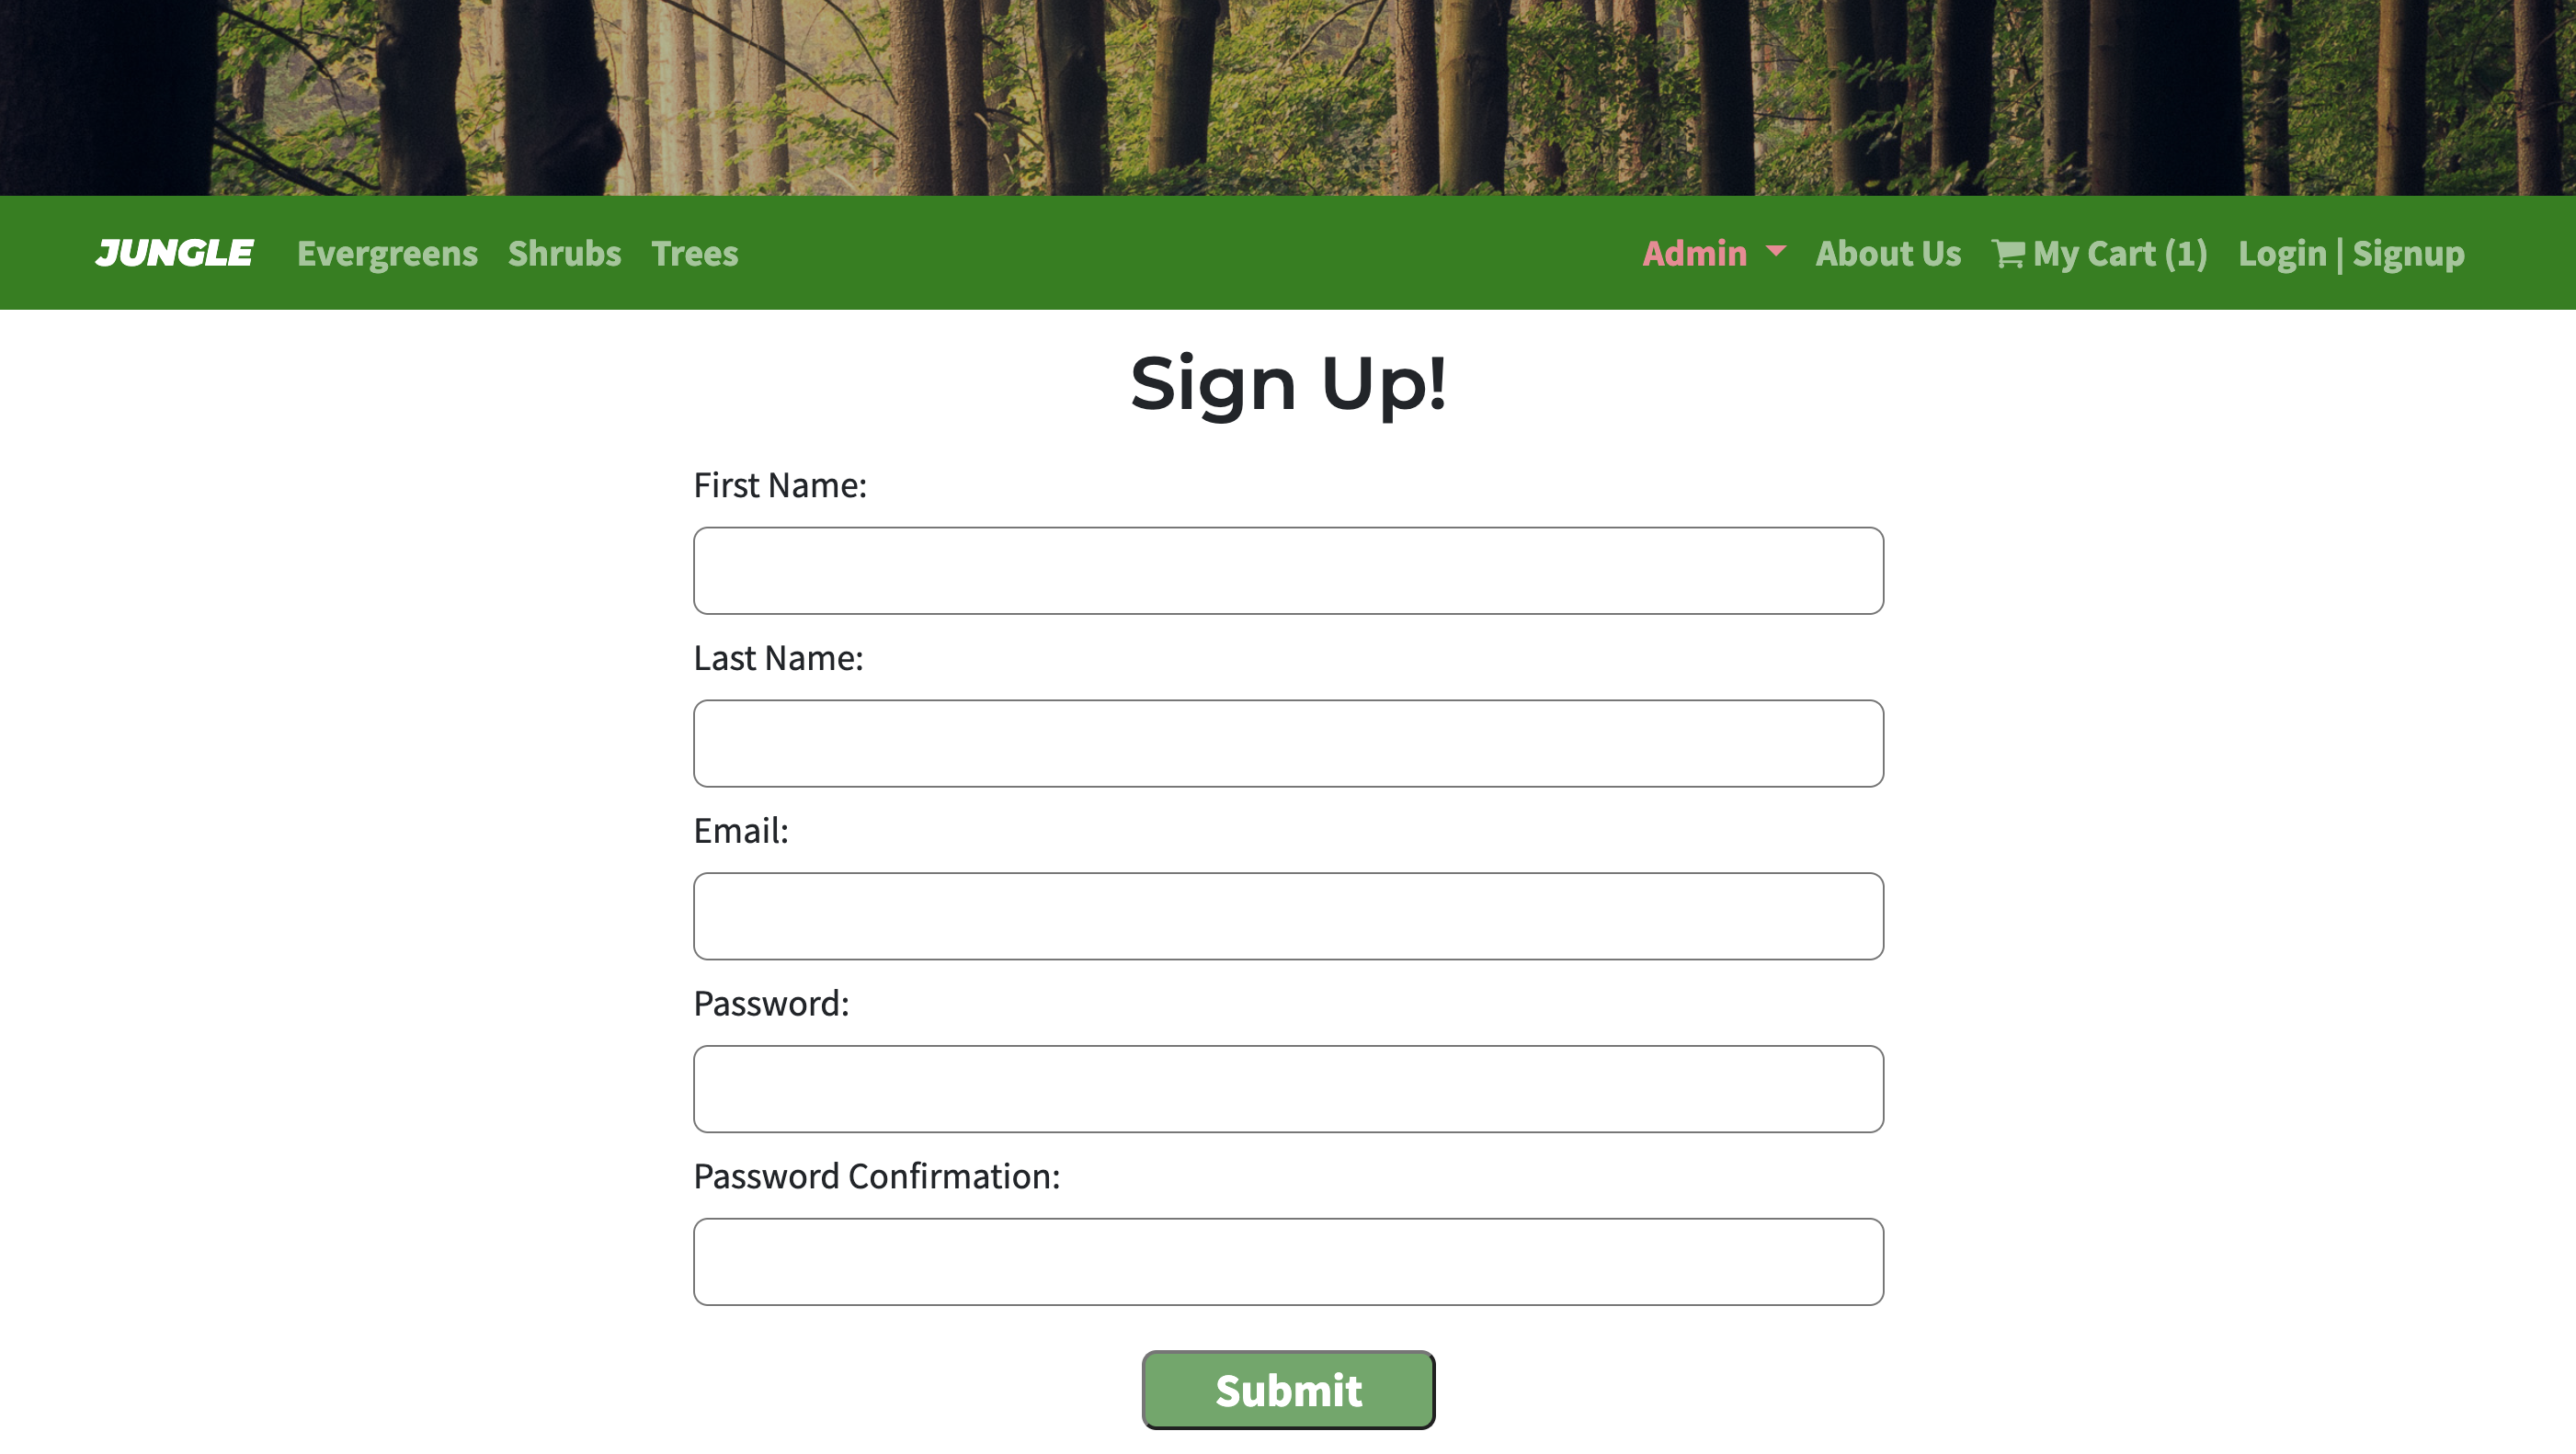 JUNGLE Evergreens Shrubs Trees Admin About Us My Cart (1) Login | Signup
Sign Up!
First Name:
Last Name:
Email:
Password:
Password Confirmation:
Submit